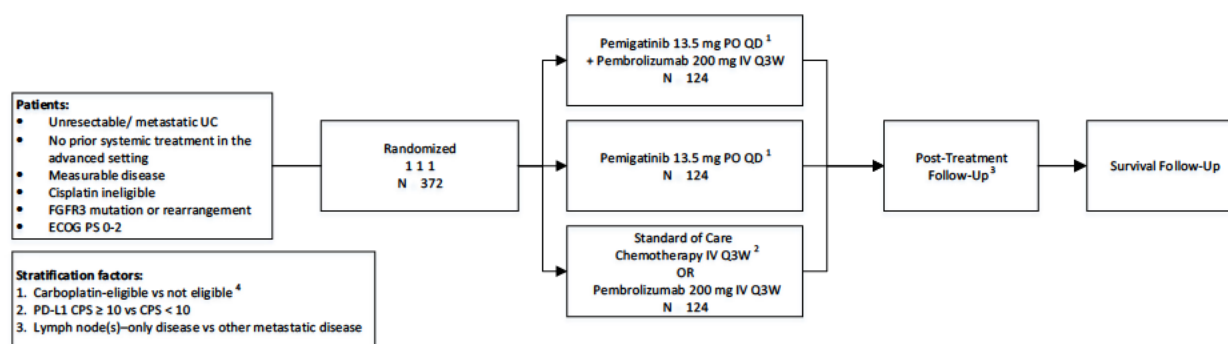 Patients:
• Unresectable/ metastatic UC
• No prior systemic treatment in the
advanced setting
• Measurable disease
• Cisplatin ineligible
• FGFR3 mutation or rearrangement
• ECOG PS 0-2
Stratification factors:
1. Carboplatin-eligible vs not eligible 4
2. PD-L1 CPS ≥ 10 vs CPS < 10
3. Lymph node(s)–only disease vs other metastatic disease
Randomized
1 1 1
N 372
Pemigatinib 13.5 mg PO QD 1
+ Pembrolizumab 200 mg IV Q3W
N 124
Pemigatinib 13.5 mg PO QD 1
N 124
Standard of Care
Chemotherapy IV Q3W 2
OR
Pembrolizumab 200 mg IV Q3W
N 124
Post-Treatment
Follow-Up 3
Survival Follow-Up